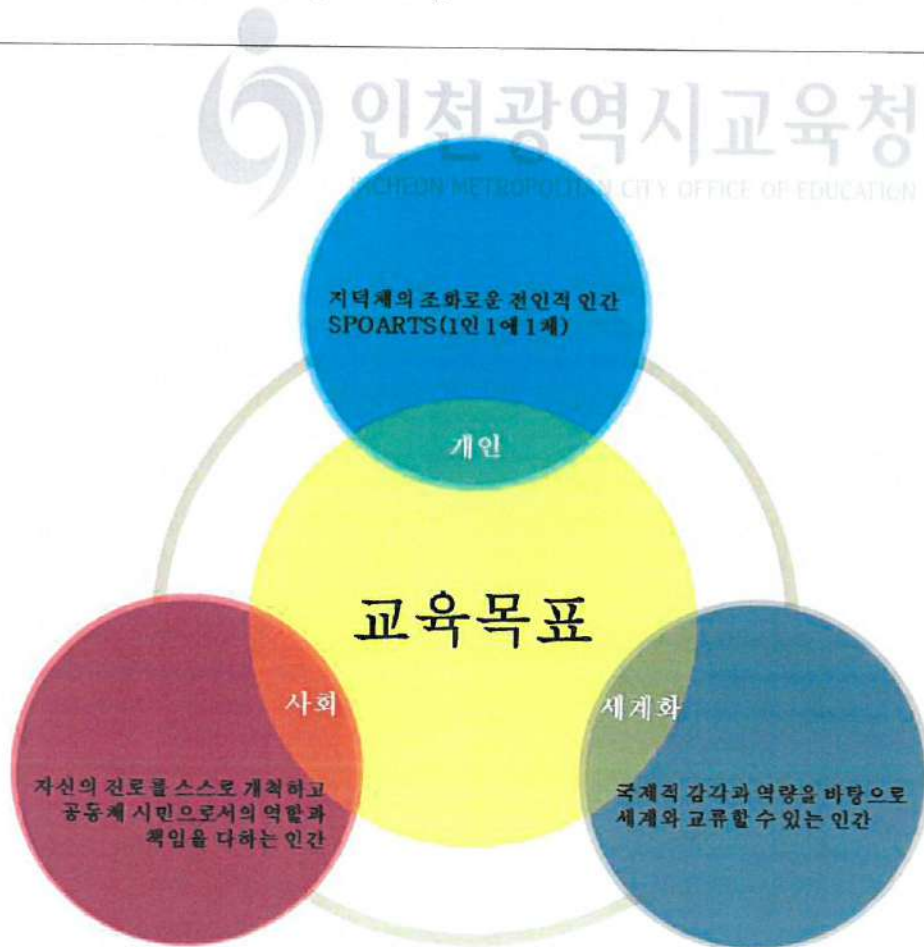 인천광역시교육청
INCHEON METROPOLITAN CITY OFFICE OF EDUCATION
지덕체의 조화로운 전인적 인간
SPOARTS(1인 1예 1체)
개인
교육목표
사회
세계화
자신의 진로를 스스로 개척하고
공동체 시민으로서의 역할과
책임을 다하는 인간
국제적 감각과 역량을 바탕으로
세계와 교류할 수 있는 인간